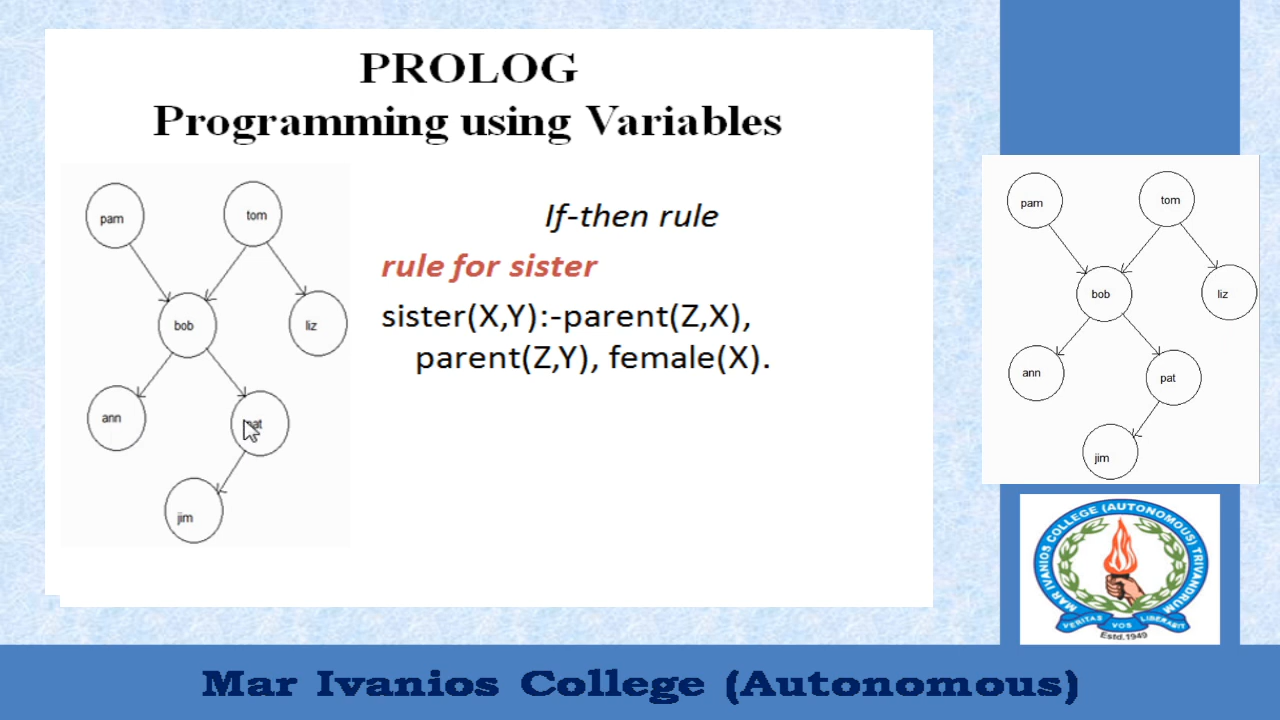 PROLOG
Programming using Variables
pam
tom
bob
liz
ann
pat
jim
If-then rule
rule for sister
sister(X,Y):-parent(Z,X),
parent(Z,Y), female(X).
pam
tom
bob
liz
ann
pat
jim
MAR IVANIOS COLLEGE (AUTONOMOUS) TRIVANDRUM
VERITAS VOS LIBERABIT
Estd.1949
Mar Ivanios College (Autonomous)